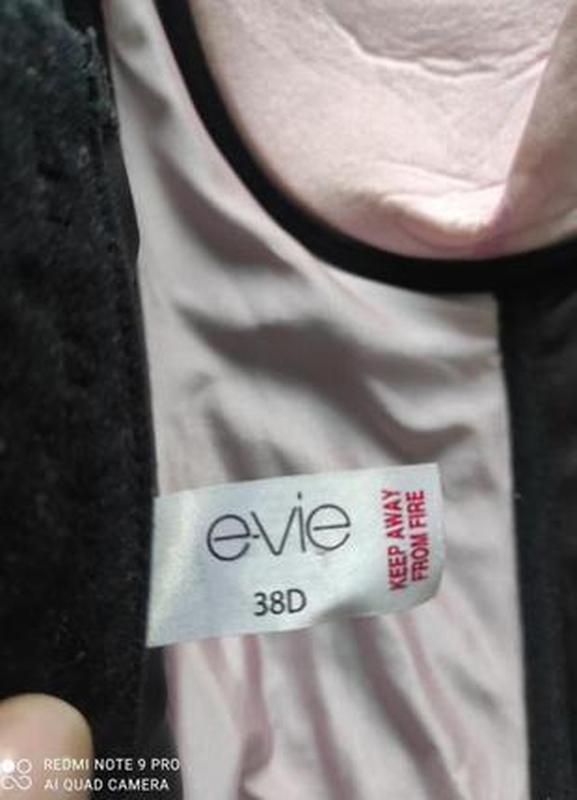 e-vie
38D
KEEP AWAY
FROM FIRE
REDMI NOTE 9 PRO
AI QUAD CAMERA